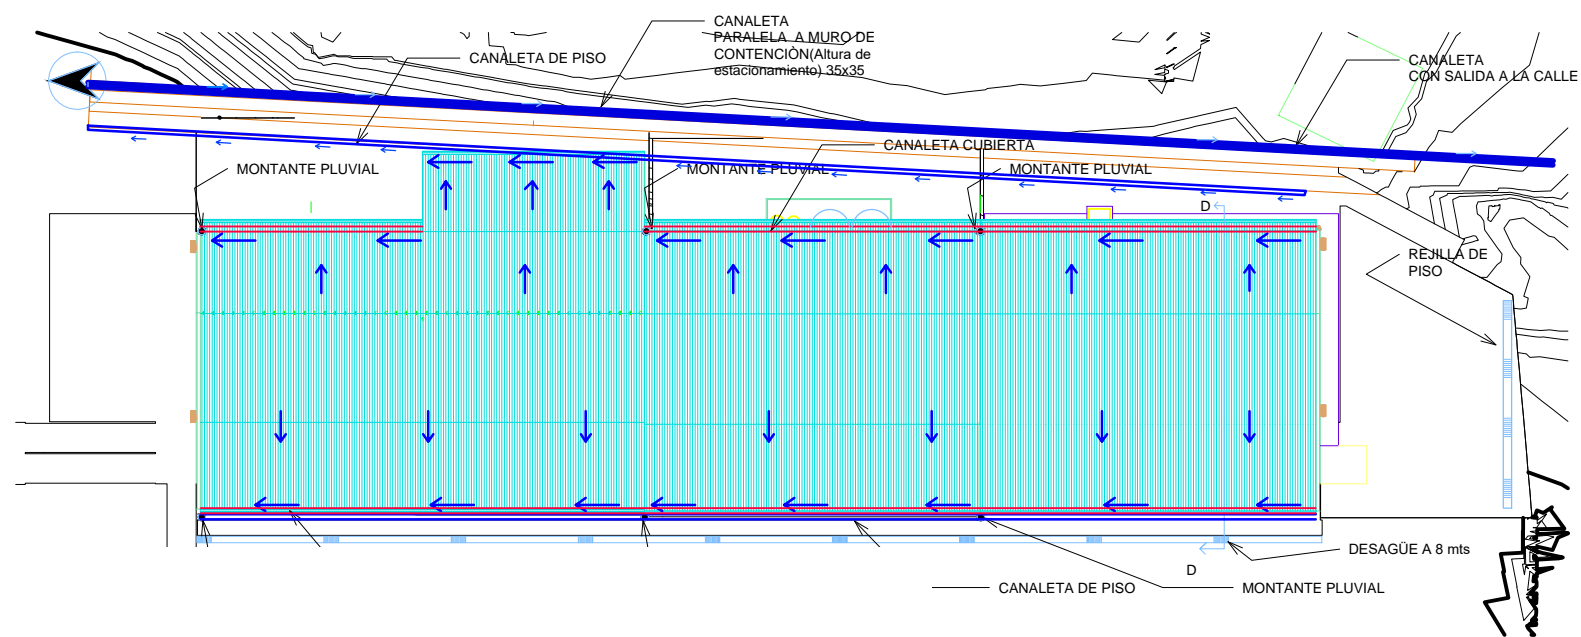 CANALETA
PARALELA A MURO DE
CONTENCIÒN(Altura de
estacionamiento) 35x35
CANALETA DE PISO
CANALETA
CON SALIDA A LA CALLE
CANALETA CUBIERTA
MONTANTE PLUVIAL
MONTANTE PLUVIAL
MONTANTE PLUVIAL
D
REJILLA DE
PISO
DESAGÜE A 8 mts
D
CANALETA DE PISO
MONTANTE PLUVIAL